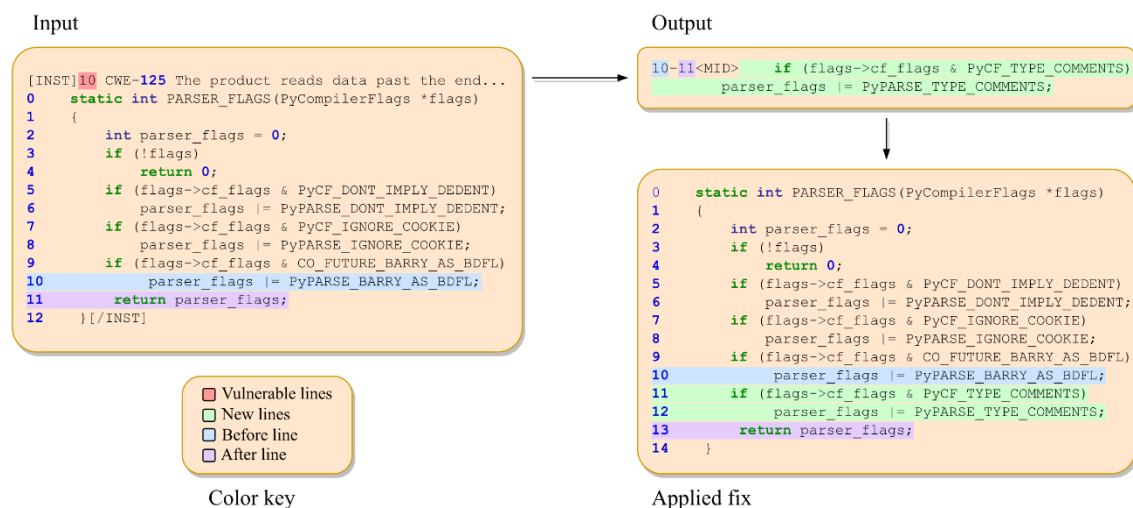 Input
[INST]10 CWE-125 The product reads data past the end...
0 static int PARSER_FLAGS(PyCompilerFlags *flags)
1 {
2 int parser_flags = 0;
3 if (!flags)
4 return 0;
5 if (flags->cf_flags & PyCF_DONT_IMPLY_DEDENT)
6 parser_flags |= PyPARSE_DONT_IMPLY_DEDENT;
7 if (flags->cf_flags & PyCF_IGNORE_COOKIE)
8 parser_flags |= PyPARSE_IGNORE_COOKIE;
9 if (flags->cf_flags & CO_FUTURE_BARRY_AS_BDFL)
10 parser_flags |= PyPARSE_BARRY_AS_BDFL;
11 return parser_flags;
12 }[/INST]
Vulnerable lines
New lines
Before line
After line
Color key
Output
10-11<MID> if (flags->cf_flags & PyCF_TYPE_COMMENTS)
parser_flags |= PyPARSE_TYPE_COMMENTS;
0 static int PARSER_FLAGS(PyCompilerFlags *flags)
1 {
2 int parser_flags = 0;
3 if (!flags)
4 return 0;
5 if (flags->cf_flags & PyCF_DONT_IMPLY_DEDENT)
6 parser_flags |= PyPARSE_DONT_IMPLY_DEDENT;
7 if (flags->cf_flags & PyCF_IGNORE_COOKIE)
8 parser_flags |= PyPARSE_IGNORE_COOKIE;
9 if (flags->cf_flags & CO_FUTURE_BARRY_AS_BDFL)
10 parser_flags |= PyPARSE_BARRY_AS_BDFL;
11 if (flags->cf_flags & PyCF_TYPE_COMMENTS)
12 parser_flags |= PyPARSE_TYPE_COMMENTS;
13 return parser_flags;
14 }
Applied fix